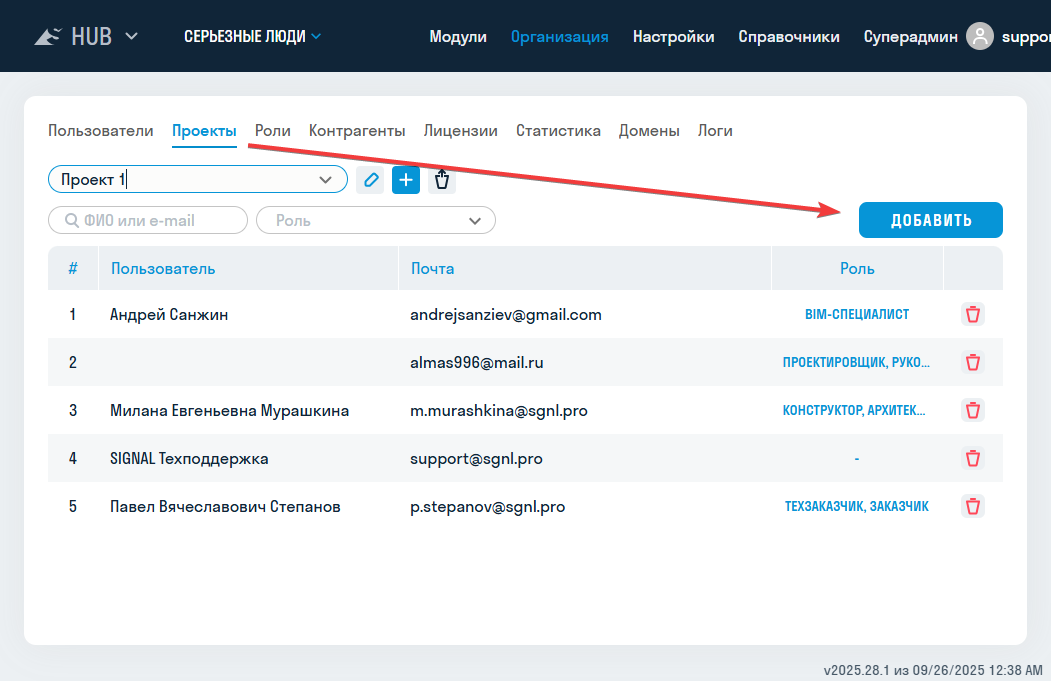 HUB СЕРЬЕЗНЫЕ ЛЮДИ Модули Организация Настройки Справочники Суперадмин suppor
Пользователи Проекты Роли Контрагенты Лицензии Статистика Домены Логи
Проект 1
ФИО или e-mail Роль ДОБАВИТЬ
# Пользователь Почта Роль
1 Андрей Санжин andrejsanziev@gmail.com BIM-СПЕЦИАЛИСТ
2 almas996@mail.ru ПРОЕКТИРОВЩИК, РУКО...
3 Милана Евгеньевна Мурашкина m.murashkina@sgnl.pro КОНСТРУКТОР, АРХИТЕК...
4 SIGNAL Техподдержка support@sgnl.pro -
5 Павел Вячеславович Степанов p.stepanov@sgnl.pro ТЕХЗАКАЗЧИК, ЗАКАЗЧИК
v2025.28.1 из 09/26/2025 12:38 AM